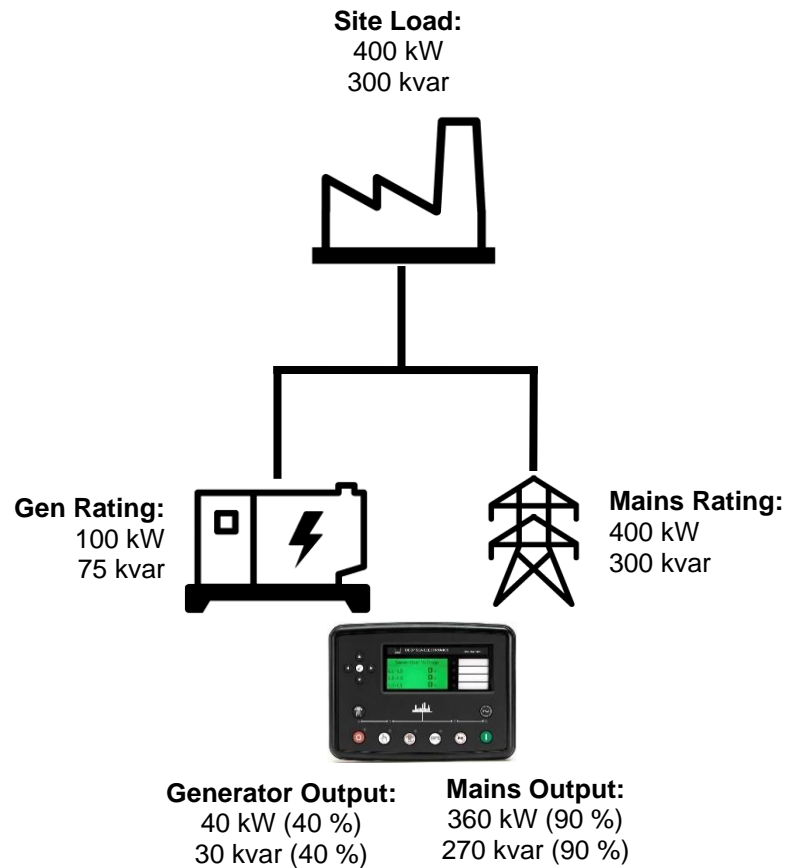 Site Load:
400 kW
300 kvar
Gen Rating:
100 kW
75 kvar
Mains Rating:
400 kW
300 kvar
Generator Output:
40 kW (40 %)
30 kvar (40 %)
Mains Output:
360 kW (90 %)
270 kvar (90 %)